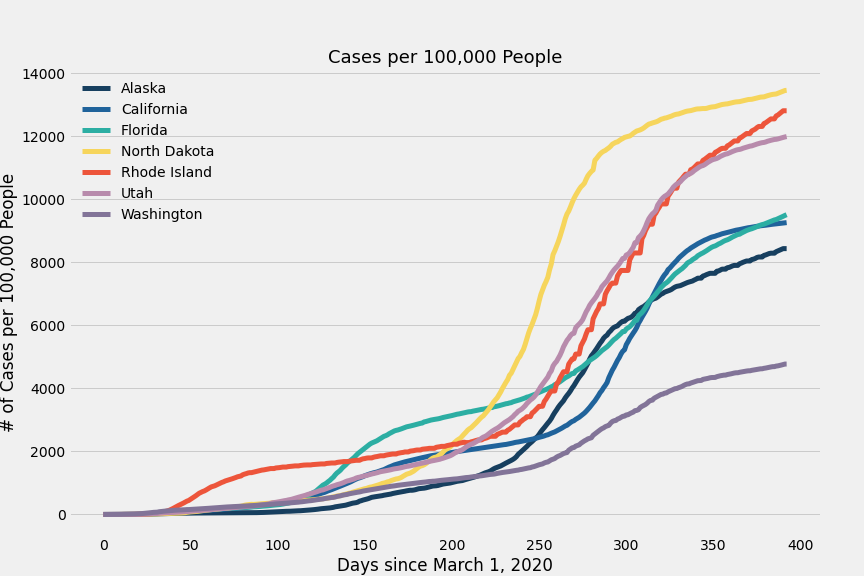 Cases per 100,000 People
14000
12000
10000
8000
6000
4000
2000
0
# of Cases per 100,000 People
Alaska
California
Florida
North Dakota
Rhode Island
Utah
Washington
0 50 100 150 200 250 300 350 400
Days since March 1, 2020